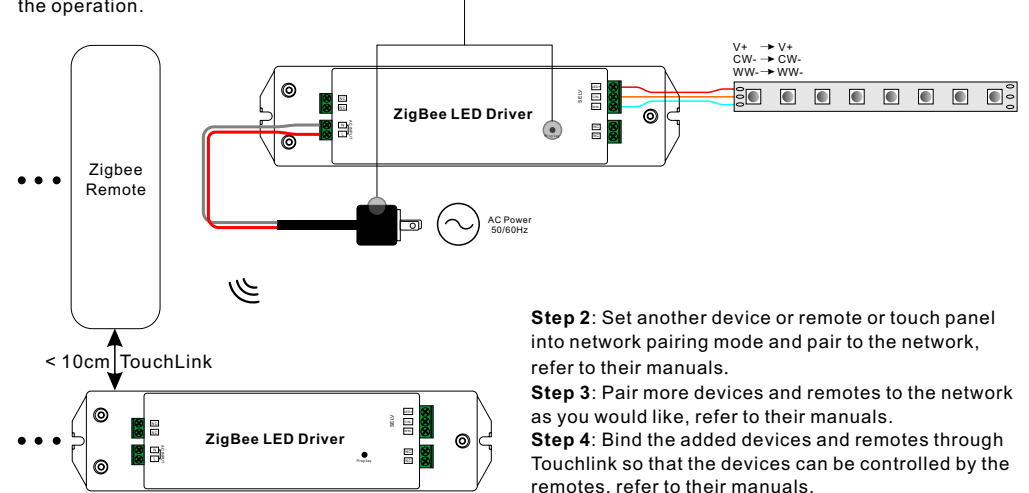 the operation.
V+ → V+
CW- → CW-
WW- → WW-
SELV
ZigBee LED Driver
Zigbee
Remote
AC Power
50/60Hz
Step 2: Set another device or remote or touch panel
into network pairing mode and pair to the network,
refer to their manuals.
< 10cm TouchLink
Step 3: Pair more devices and remotes to the network
as you would like, refer to their manuals.
Step 4: Bind the added devices and remotes through
Touchlink so that the devices can be controlled by the
remotes, refer to their manuals.
SELV
ZigBee LED Driver
Prog key